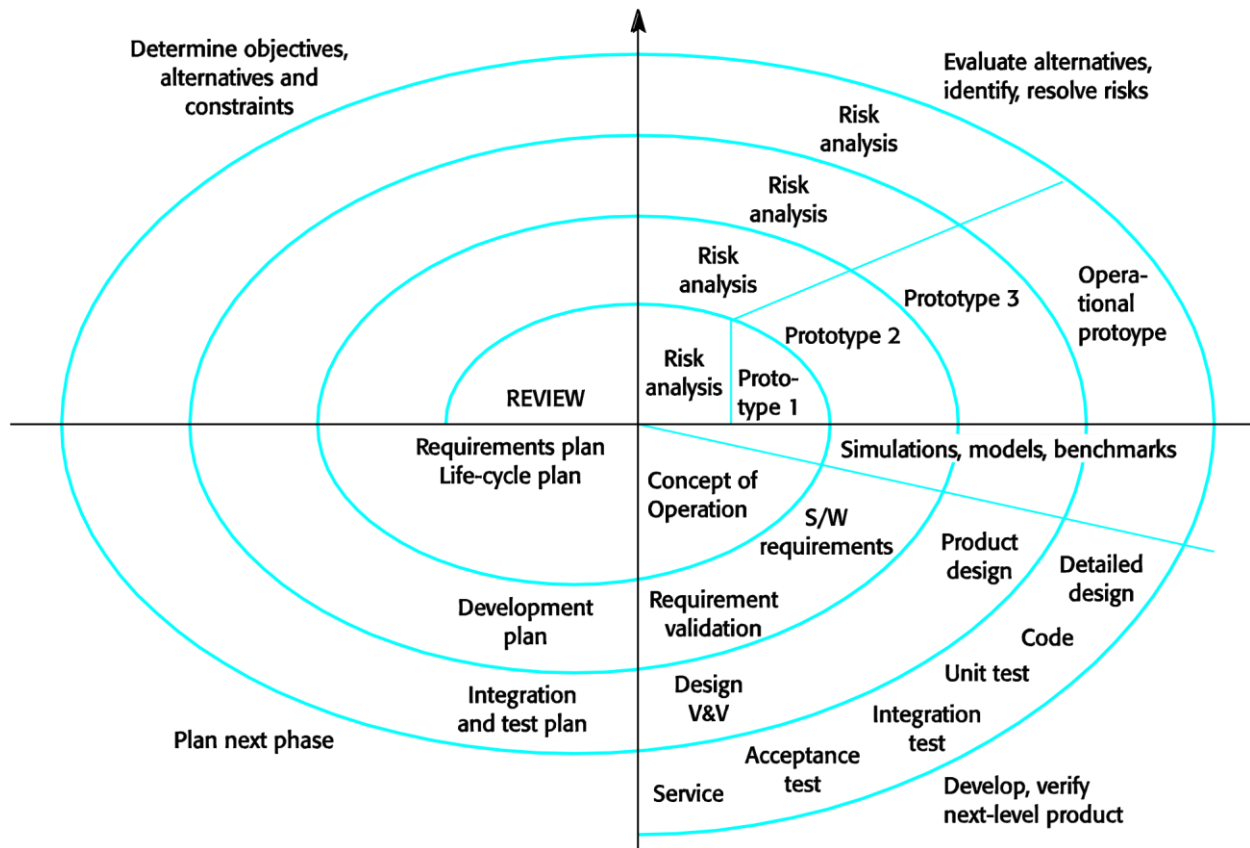 Determine objectives,
alternatives and
constraints
Evaluate alternatives,
identify, resolve risks
Risk
analysis
Risk
analysis
Risk
analysis
Risk
analysis
Proto-
type 1
Prototype 2
Prototype 3
Opera-
tional
protoype
REVIEW
Requirements plan
Life-cycle plan
Simulations, models, benchmarks
Concept of
Operation
S/W
requirements
Product
design
Detailed
design
Development
plan
Requirement
validation
Code
Unit test
Integration
and test plan
Design
V&V
Integration
test
Plan next phase
Acceptance
test
Service
Develop, verify
next-level product